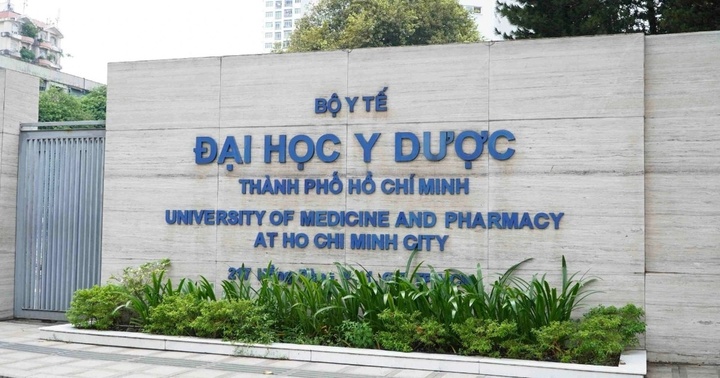 BỘ Y TẾ
ĐẠI HỌC Y DƯỢC
THÀNH PHỐ HỒ CHÍ MINH
UNIVERSITY OF MEDICINE AND PHARMACY
AT HO CHI MINH CITY
217